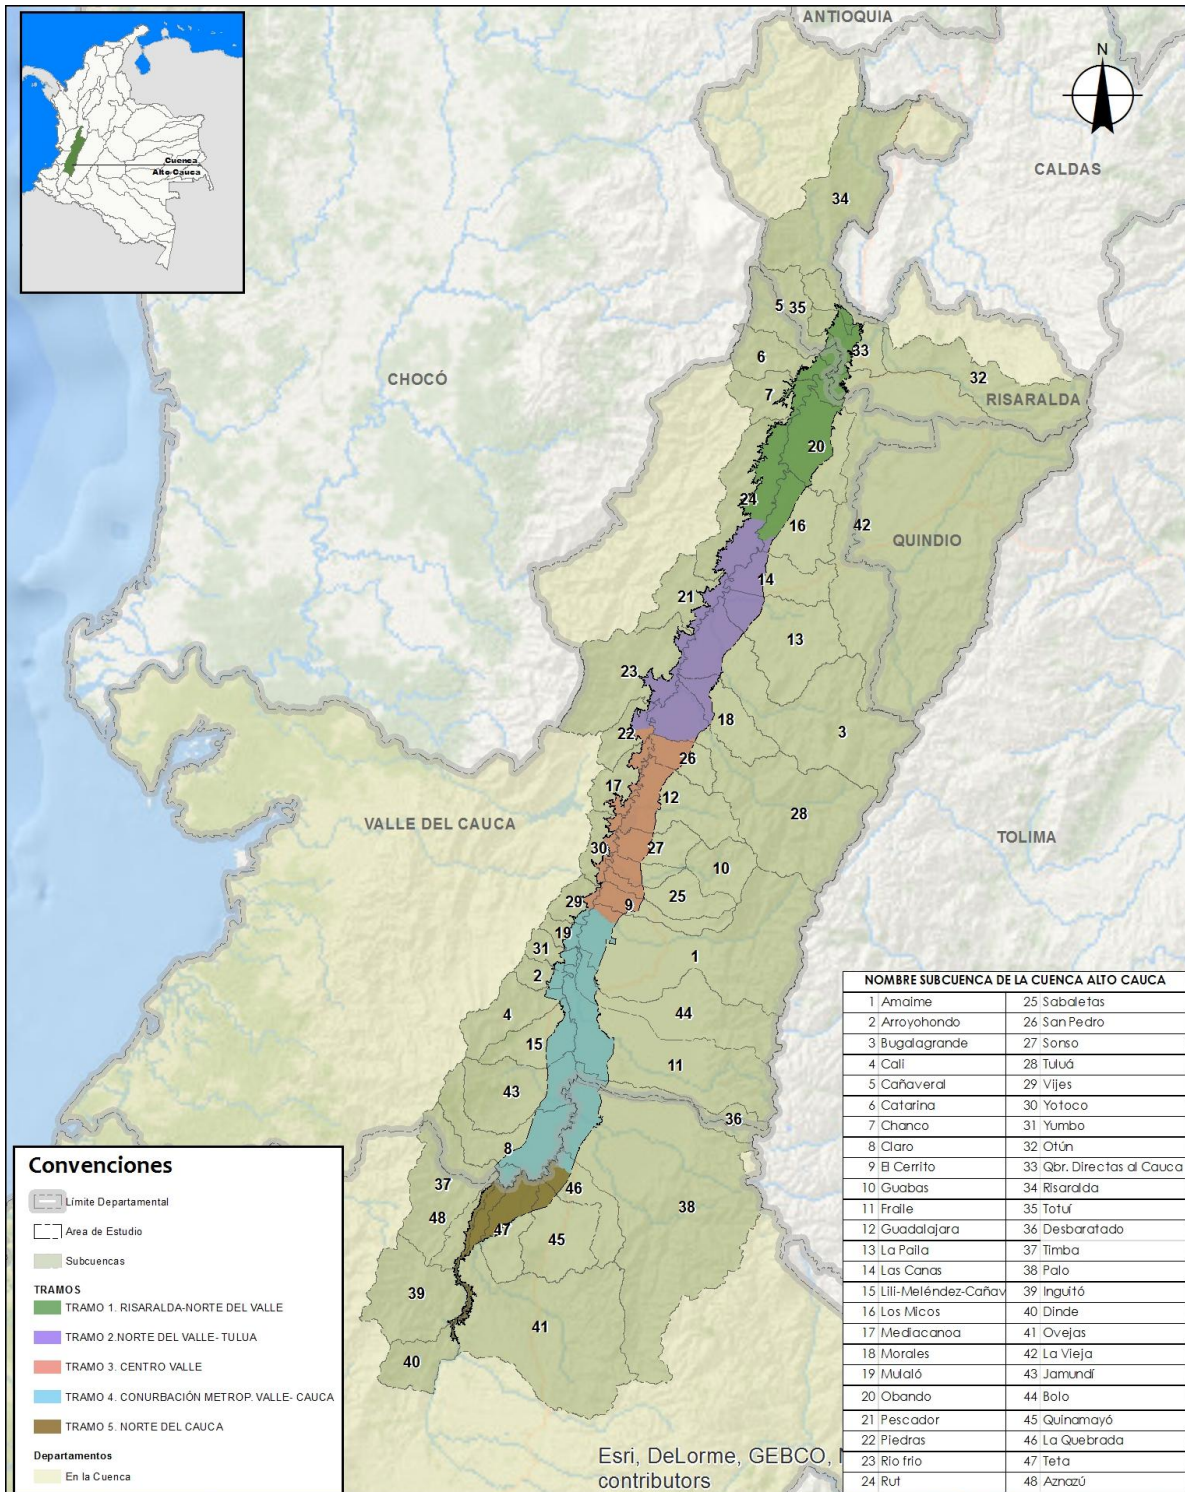 ANTIOQUIA
N
Cuenca
Alto Cauca
CALDAS
34
5
35
6
33
CHOCÓ
32
7
RISARALDA
20
24
16
42
QUINDIO
14
21
13
23
18
22
3
26
17
12
28
VALLE DEL CAUCA
TOLIMA
30
27
10
25
29
9
19
31
1
2
4
44
15
11
43
36
8
37
46
38
48
47
45
39
41
40
NOMBRE SUBCUENCA DE LA CUENCA ALTO CAUCA
1 Amaime 25 Sabaletas
2 Arroyohondo 26 San Pedro
3 Bugalagrande 27 Sonso
4 Cali 28 Tuluá
5 Cañaveral 29 Vijes
6 Catarina 30 Yotoco
7 Chanco 31 Yumbo
8 Claro 32 Otún
9 El Cerrito 33 Qbr. Directas al Cauca
10 Guabas 34 Risaralda
11 Fraile 35 Totuí
12 Guadalajara 36 Desbaratado
13 La Paila 37 Timba
14 Las Canas 38 Palo
15 Lili-Meléndez-Cañav 39 Inguitó
16 Los Micos 40 Dinde
17 Mediacanoa 41 Ovejas
18 Morales 42 La Vieja
19 Mulaló 43 Jamundí
20 Obando 44 Bolo
21 Pescador 45 Quinamayó
22 Piedras 46 La Quebrada
23 Rio frio 47 Teta
24 Rut 48 Aznazú
Convenciones
Límite Departamental
Area de Estudio
Subcuencas
TRAMOS
TRAMO 1. RISARALDA-NORTE DEL VALLE
TRAMO 2.NORTE DEL VALLE- TULUA
TRAMO 3. CENTRO VALLE
TRAMO 4. CONURBACIÓN METROP. VALLE- CAUCA
TRAMO 5. NORTE DEL CAUCA
Departamentos
En la Cuenca
Esri, DeLorme, GEBCO,
contributors